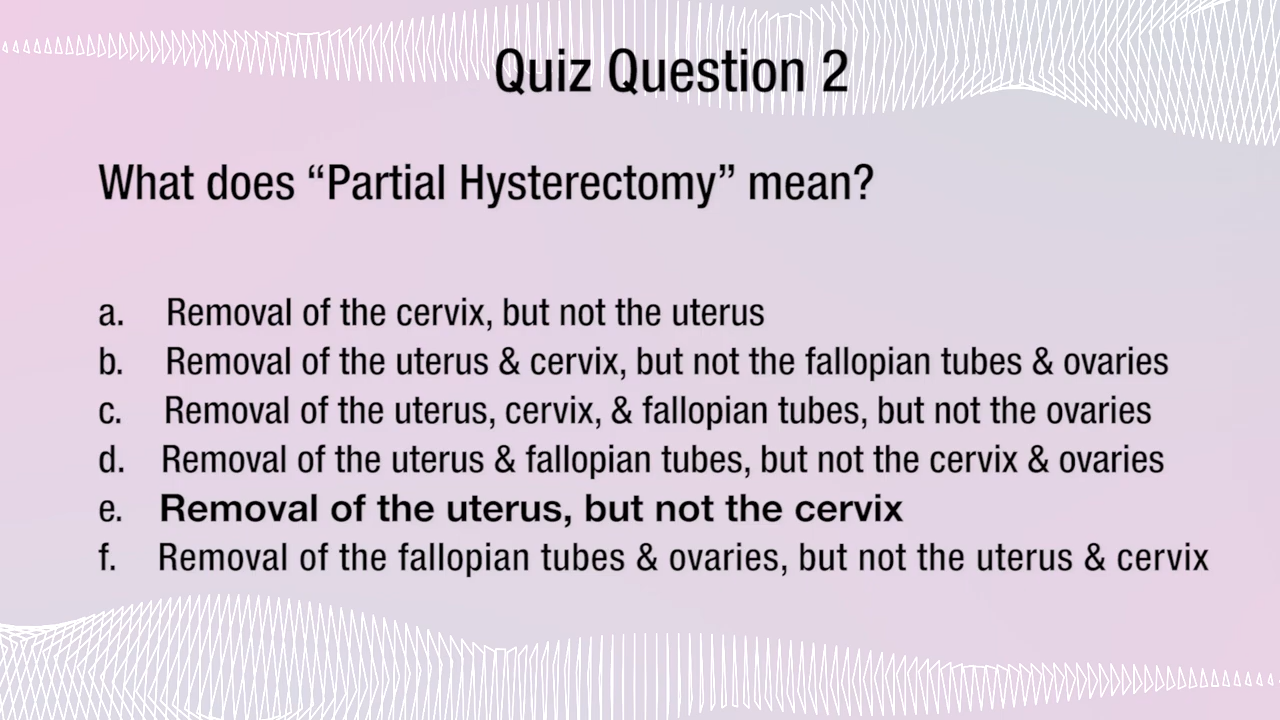 Quiz Question 2
What does “Partial Hysterectomy” mean?
a. Removal of the cervix, but not the uterus
b. Removal of the uterus & cervix, but not the fallopian tubes & ovaries
c. Removal of the uterus, cervix, & fallopian tubes, but not the ovaries
d. Removal of the uterus & fallopian tubes, but not the cervix & ovaries
e. Removal of the uterus, but not the cervix
f. Removal of the fallopian tubes & ovaries, but not the uterus & cervix